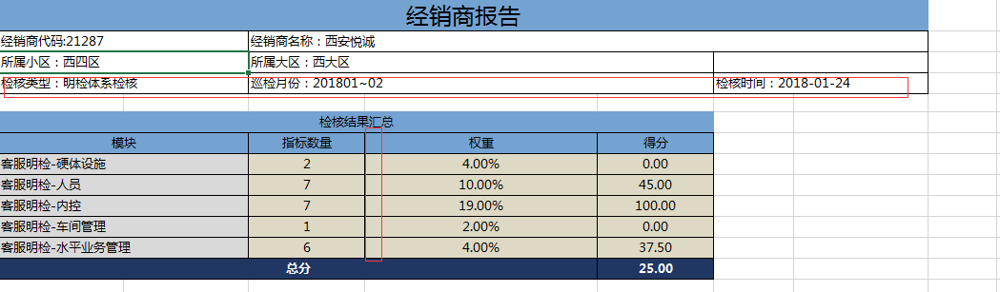 经销商报告
经销商代码:21287 经销商名称：西安悦诚
所属小区：西四区 所属大区：西大区
检核类型：明检体系检核 巡检月份：201801~02 检核时间：2018-01-24
检核结果汇总
模块 指标数量 权重 得分
客服明检-硬体设施 2 4.00% 0.00
客服明检-人员 7 10.00% 45.00
客服明检-内控 7 19.00% 100.00
客服明检-车间管理 1 2.00% 0.00
客服明检-水平业务管理 6 4.00% 37.50
总分 25.00